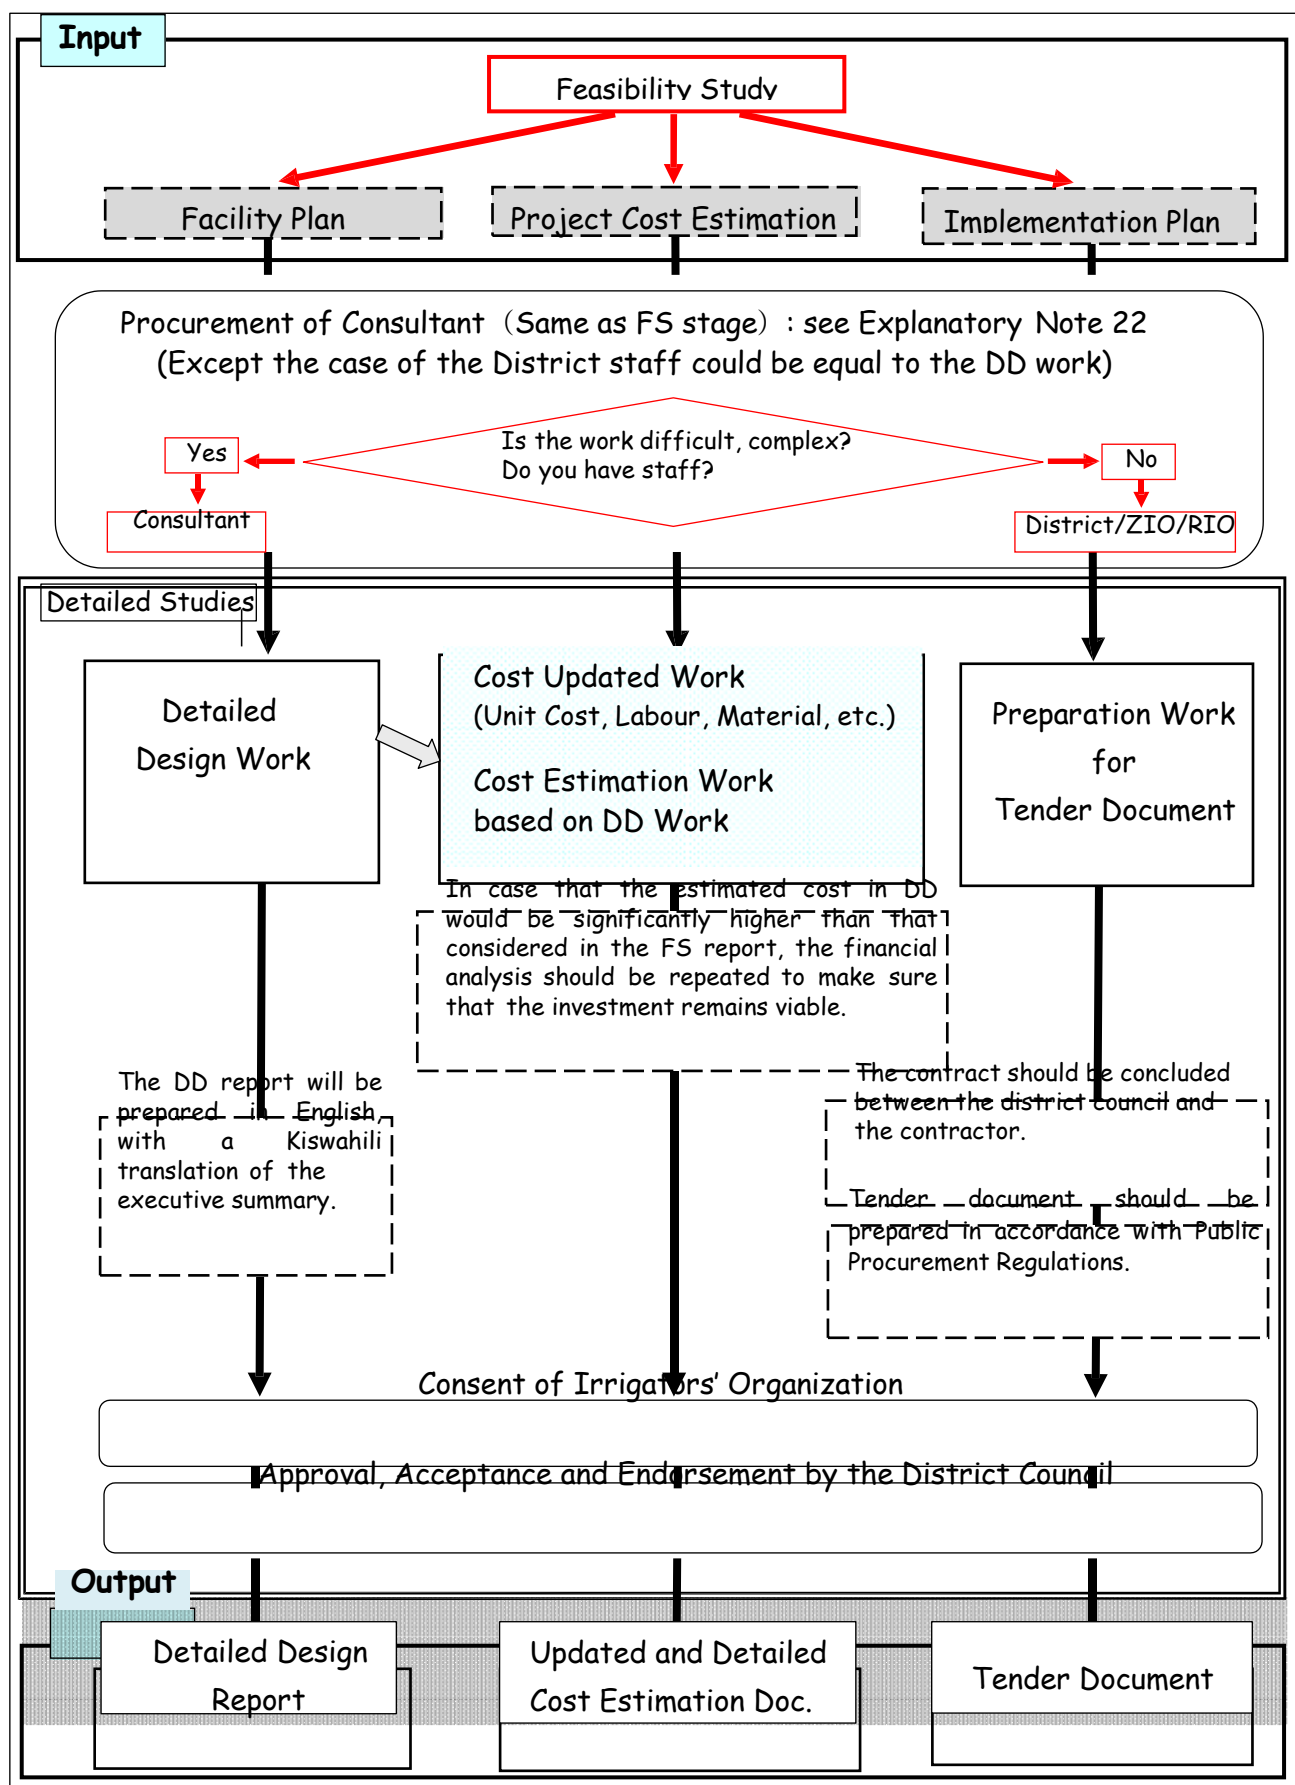 Input
Feasibility Study
Facility Plan
Project Cost Estimation
Implementation Plan
Procurement of Consultant（Same as FS stage）: see Explanatory Note 22
(Except the case of the District staff could be equal to the DD work)
Is the work difficult, complex?
Do you have staff?
Yes
No
Consultant
District/ZIO/RIO
Detailed Studies
Detailed
Design Work
Cost Updated Work
(Unit Cost, Labour, Material, etc.)
Cost Estimation Work
based on DD Work
Preparation Work
for
Tender Document
In case that the estimated cost in DD
would be significantly higher than that
considered in the FS report, the financial
analysis should be repeated to make sure
that the investment remains viable.
The DD report will be
prepared in English,
with a Kiswahili
translation of the
executive summary.
The contract should be concluded
between the district council and
the contractor.
Tender document should be
prepared in accordance with Public
Procurement Regulations.
Consent of Irrigators’ Organization
Approval, Acceptance and Endorsement by the District Council
Output
Detailed Design
Report
Updated and Detailed
Cost Estimation Doc.
Tender Document